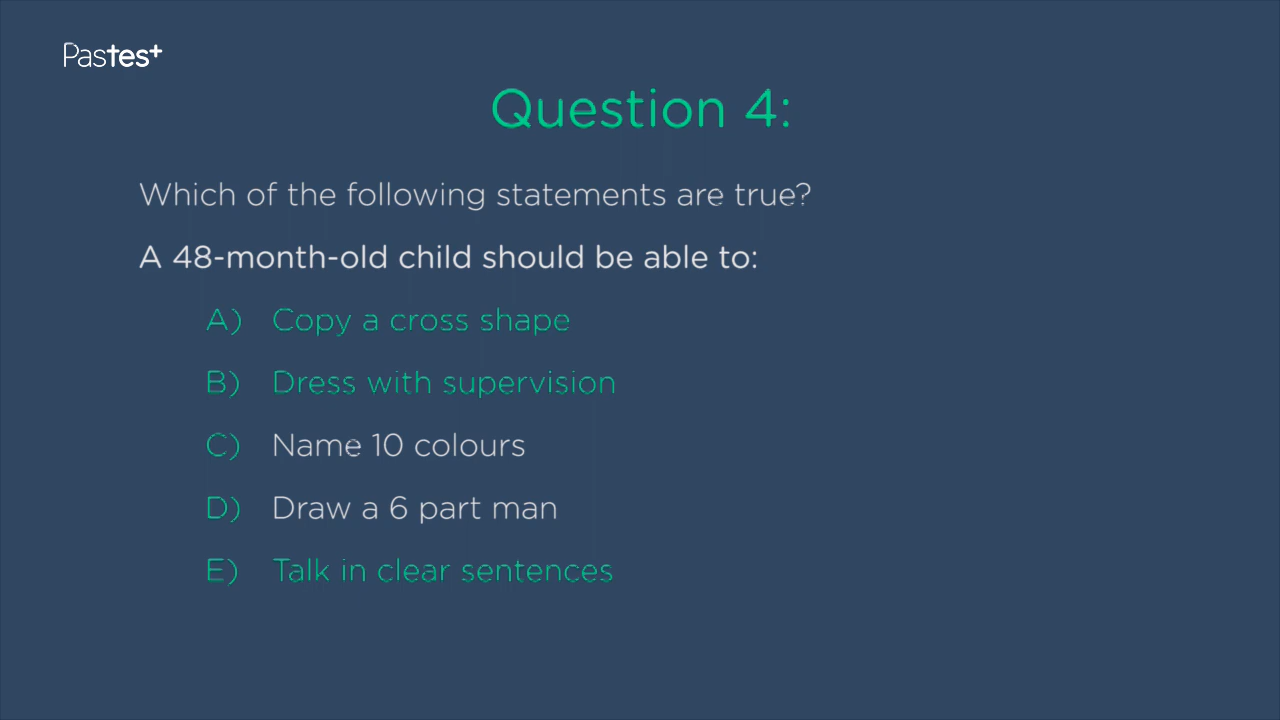 Pastest
Question 4:
Which of the following statements are true?
A 48-month-old child should be able to:
A) Copy a cross shape
B) Dress with supervision
C) Name 10 colours
D) Draw a 6 part man
E) Talk in clear sentences